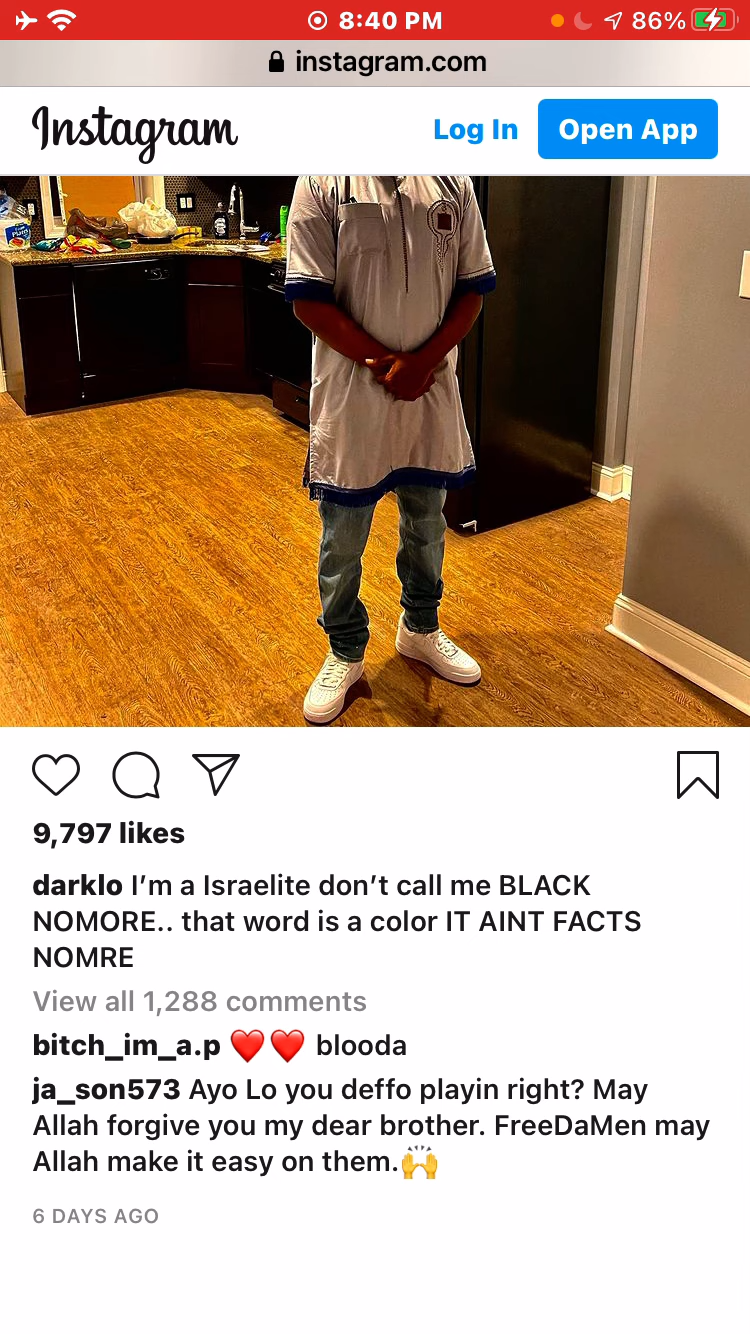 8:40 PM 86%
instagram.com
Instagram Log In Open App
9,797 likes
darklo I’m a Israelite don’t call me BLACK
NOMORE.. that word is a color IT AINT FACTS
NOMRE
View all 1,288 comments
bitch_im_a.p ❤️❤️ blooda
ja_son573 Ayo Lo you deffo playin right? May
Allah forgive you my dear brother. FreeDaMen may
Allah make it easy on them.🙌
6 DAYS AGO